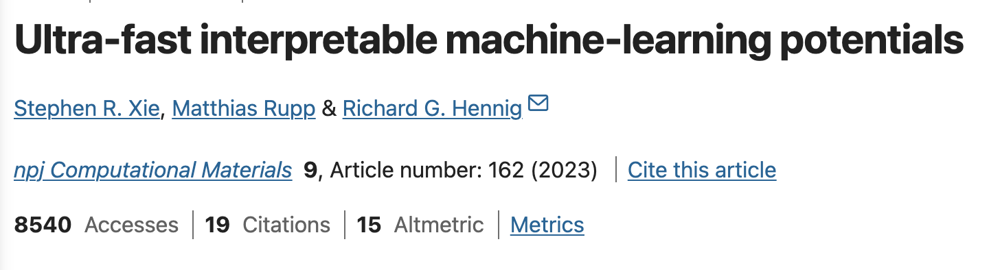 Ultra-fast interpretable machine-learning potentials
Stephen R. Xie, Matthias Rupp & Richard G. Hennig
npj Computational Materials 9, Article number: 162 (2023) | Cite this article
8540 Accesses | 19 Citations | 15 Altmetric | Metrics